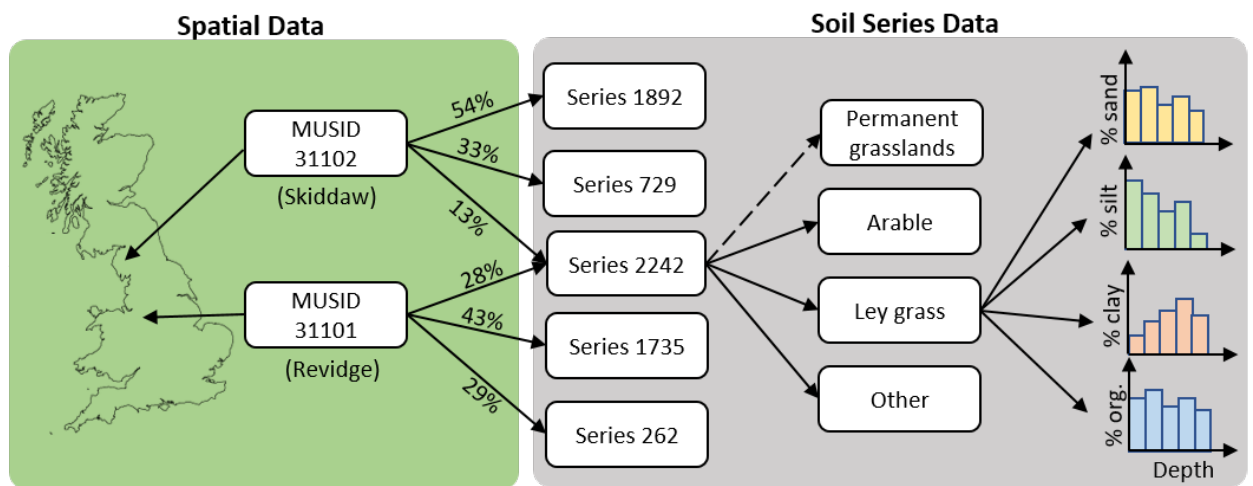 Spatial Data
Soil Series Data
MUSID
31102
(Skiddaw)
MUSID
31101
(Revidge)
54%
33%
13%
28%
43%
29%
Series 1892
Series 729
Series 2242
Series 1735
Series 262
Permanent
grasslands
Arable
Ley grass
Other
% sand
% silt
% clay
% org.
Depth